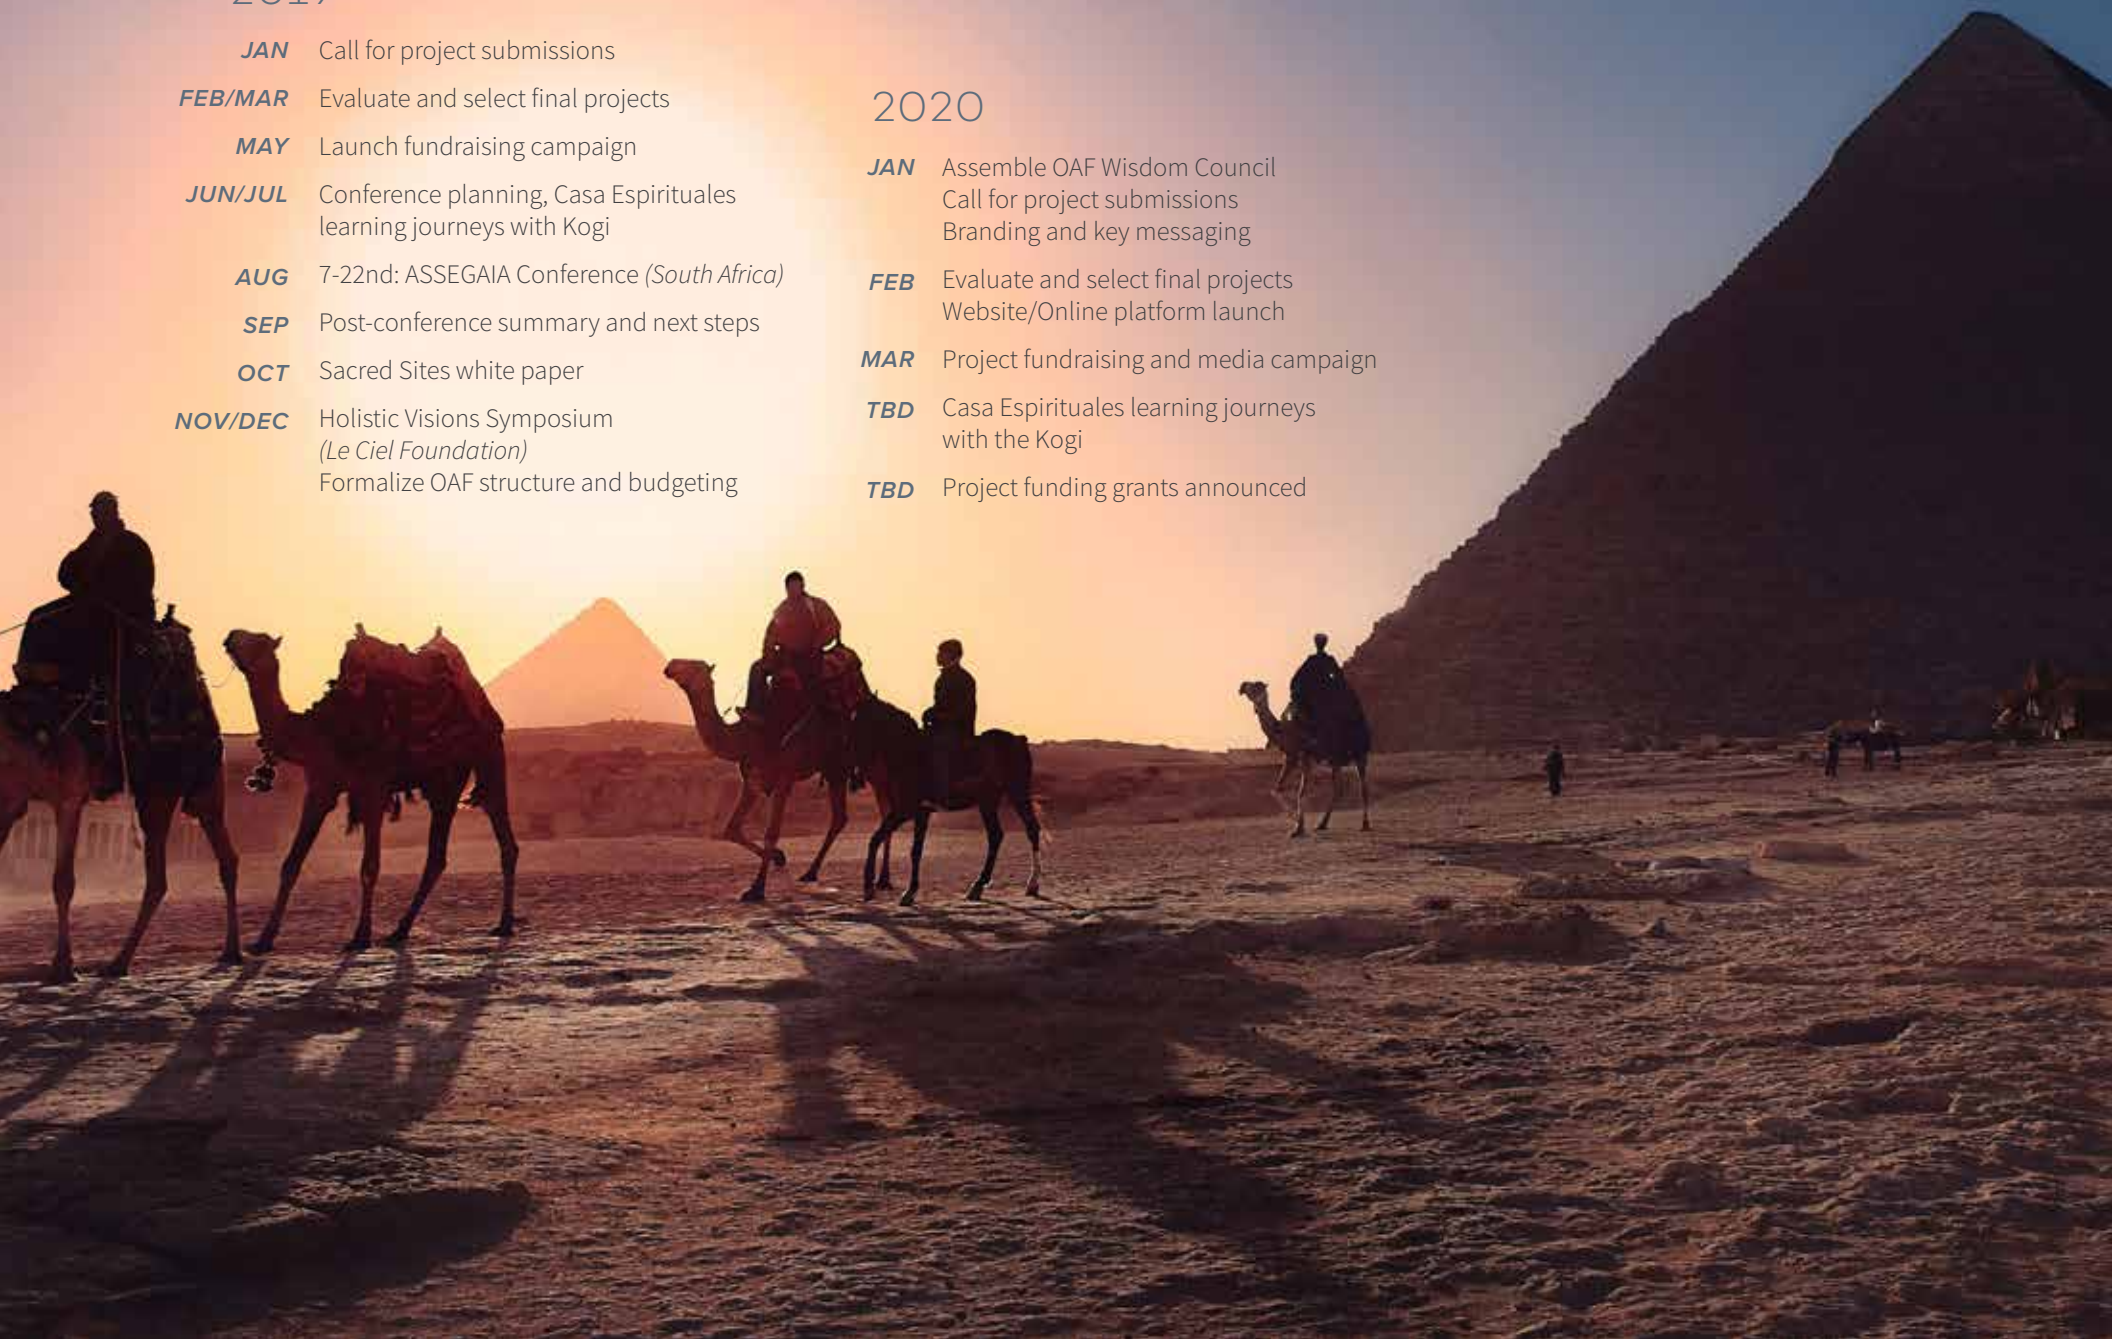 JAN Call for project submissions
FEB/MAR Evaluate and select final projects
MAY Launch fundraising campaign
JUN/JUL Conference planning, Casa Espirituales
learning journeys with Kogi
AUG 7-22nd: ASSEGAIA Conference (South Africa)
SEP Post-conference summary and next steps
OCT Sacred Sites white paper
NOV/DEC Holistic Visions Symposium
(Le Ciel Foundation)
Formalize OAF structure and budgeting
2020
JAN Assemble OAF Wisdom Council
Call for project submissions
Branding and key messaging
FEB Evaluate and select final projects
Website/Online platform launch
MAR Project fundraising and media campaign
TBD Casa Espirituales learning journeys
with the Kogi
TBD Project funding grants announced